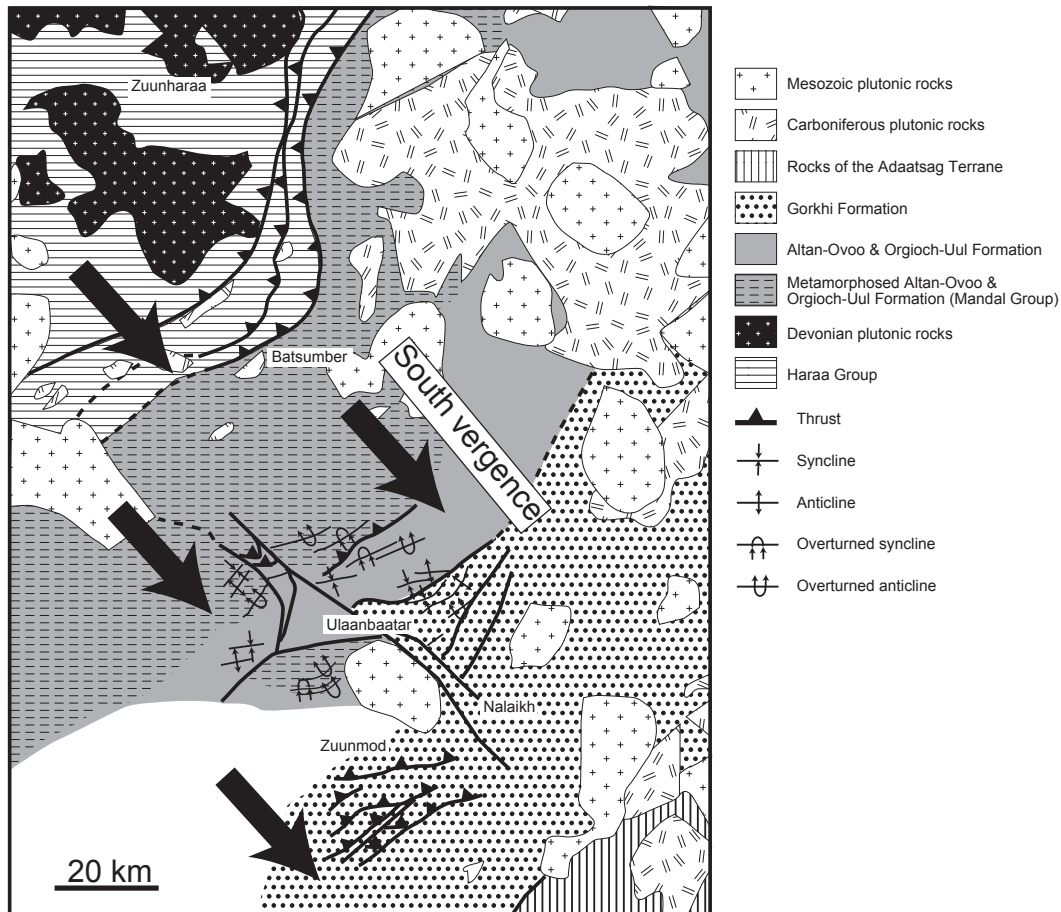 Zuunharaa
Batsumber
South vergence
Ulaanbaatar
Nalaikh
Zuunmod
20 km
Mesozoic plutonic rocks
Carboniferous plutonic rocks
Rocks of the Adaatsag Terrane
Gorkhi Formation
Altan-Ovoo & Orgioch-Uul Formation
Metamorphosed Altan-Ovoo &
Orgioch-Uul Formation (Mandal Group)
Devonian plutonic rocks
Haraa Group
Thrust
Syncline
Anticline
Overturned syncline
Overturned anticline